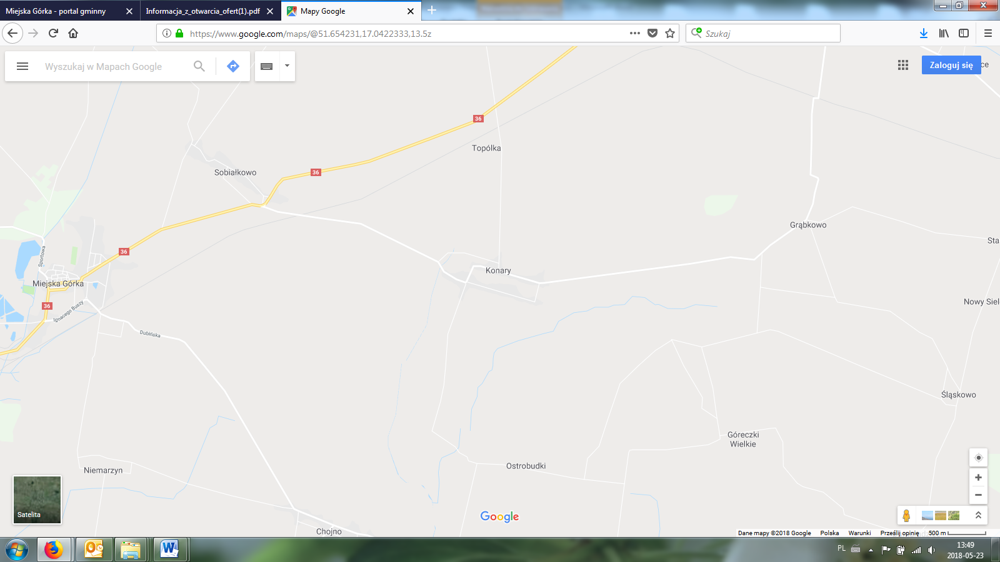 Miejska Górka - portal gminny
Informacja_z_otwarcia_ofert(1).pdf
Mapy Google
https://www.google.com/maps/@51.654231,17.0422333,13.5z
Szukaj
Wyszukaj w Mapach Google
Zaloguj się
ce
36
Topólka
Sobiałkowo
36
Grąbkowo
Sta
36
Sportowa
Konary
Miejska Górka
36
Ignacego Buszy
Nowy Siel
Dubińska
Śląskowo
Góreczki
Wielkie
Ostrobudki
Niemarzyn
Satelita
Google
Chojno
Dane mapy ©2018 Google Polska Warunki Prześlij opinię 500 m
PL
13:49
2018-05-23